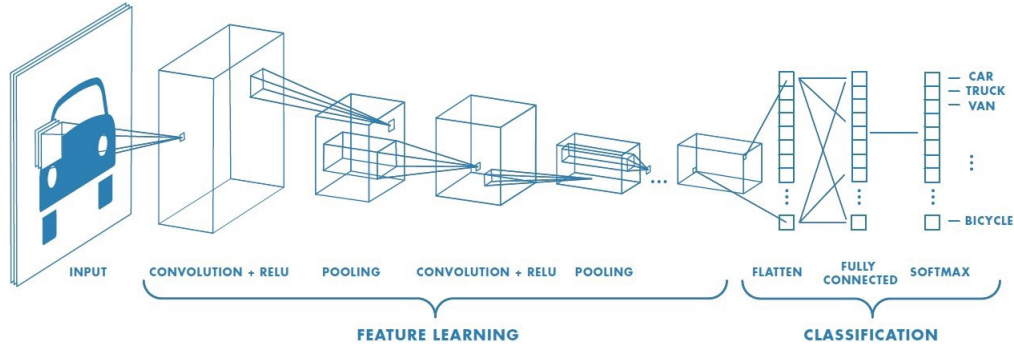 CAR
TRUCK
VAN
BICYCLE
INPUT
CONVOLUTION + RELU
POOLING
CONVOLUTION + RELU
POOLING
FLATTEN
FULLY
CONNECTED
SOFTMAX
FEATURE LEARNING
CLASSIFICATION